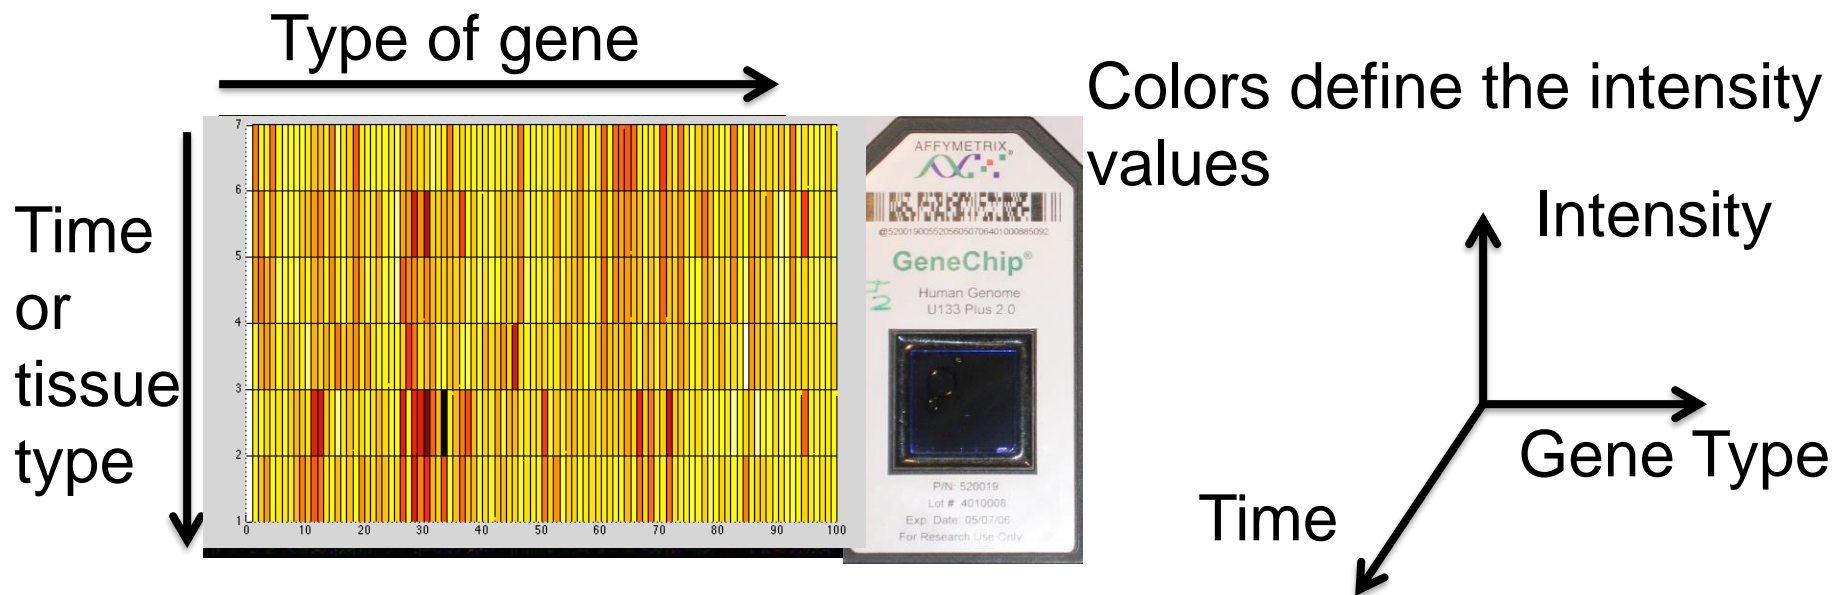 Type of gene
Colors define the intensity
values
Time
or
tissue
type
7
6
5
4
3
2
1
0 10 20 30 40 50 60 70 80 90 100
AFFYMETRIX®
@52001900552056050706401000885092
GeneChip®
+
2
Human Genome
U133 Plus 2.0
P/N: 520019
Lot #: 4010008
Exp. Date: 05/07/06
For Research Use Only
Intensity
Gene Type
Time